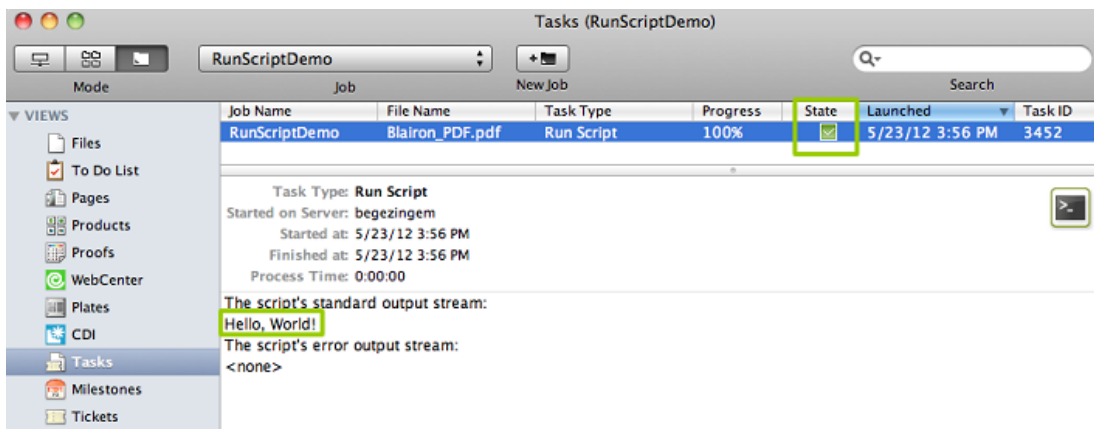 Tasks (RunScriptDemo)
RunScriptDemo
Mode Job New Job Search
VIEWS
Files
To Do List
Pages
Products
Proofs
WebCenter
Plates
CDI
Tasks
Milestones
Tickets
Job Name File Name Task Type Progress State Launched Task ID
RunScriptDemo Blairon_PDF.pdf Run Script 100% 5/23/12 3:56 PM 3452
Task Type: Run Script
Started on Server: begezingem
Started at: 5/23/12 3:56 PM
Finished at: 5/23/12 3:56 PM
Process Time: 0:00:00
The script's standard output stream:
Hello, World!
The script's error output stream:
<none>